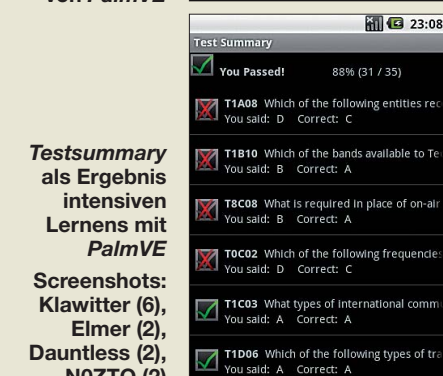 von PalmVE
23:08
Test Summary
You Passed! 88% (31 / 35)
T1A08 Which of the following entities rec
You said: D Correct: C
T1B10 Which of the bands available to Te
You said: B Correct: A
T8C08 What is required in place of on-air
You said: B Correct: A
T0C02 Which of the following frequencies
You said: D Correct: C
T1C03 What types of international comm
You said: A Correct: A
T1D06 Which of the following types of tra
You said: A Correct: A
Testsummary
als Ergebnis
intensiven
Lernens mit
PalmVE
Screenshots:
Klawitter (6),
Elmer (2),
Dauntless (2),
N0ZTO (2)